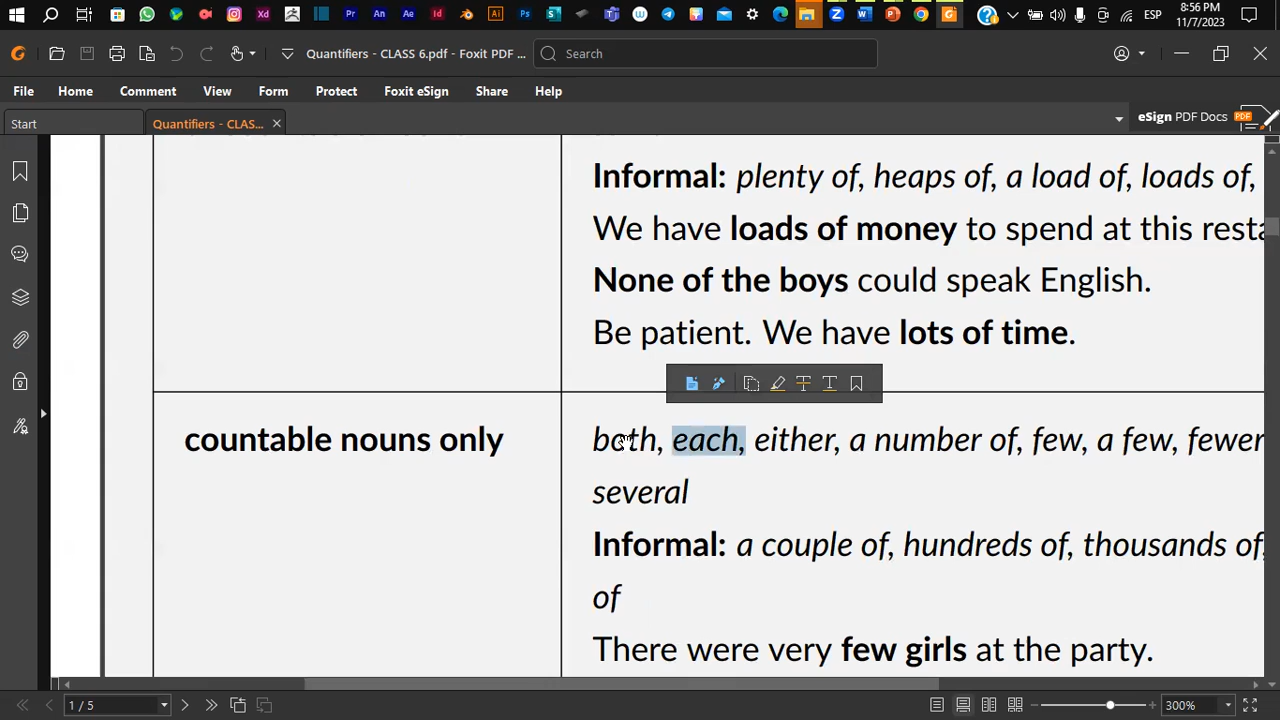 8:56 PM
ESP
11/7/2023
Quantifiers - CLASS 6.pdf - Foxit PDF ...
Search
File Home Comment View Form Protect Foxit eSign Share Help
Start
Quantifiers - CLAS...
eSign PDF Docs
Informal: plenty of, heaps of, a load of, loads of,
We have loads of money to spend at this resta
None of the boys could speak English.
Be patient. We have lots of time.
countable nouns only
both, each, either, a number of, few, a few, fewer
several
Informal: a couple of, hundreds of, thousands of,
of
There were very few girls at the party.
1 / 5
300%